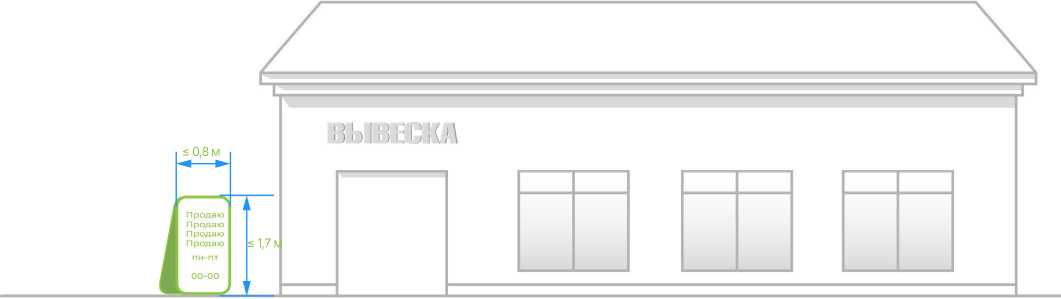 ВЫВЕСКА
≤ 0,8 м
Продаю
Продаю
Продаю
Продаю
пн-пт
00-00
≤ 1,7 м